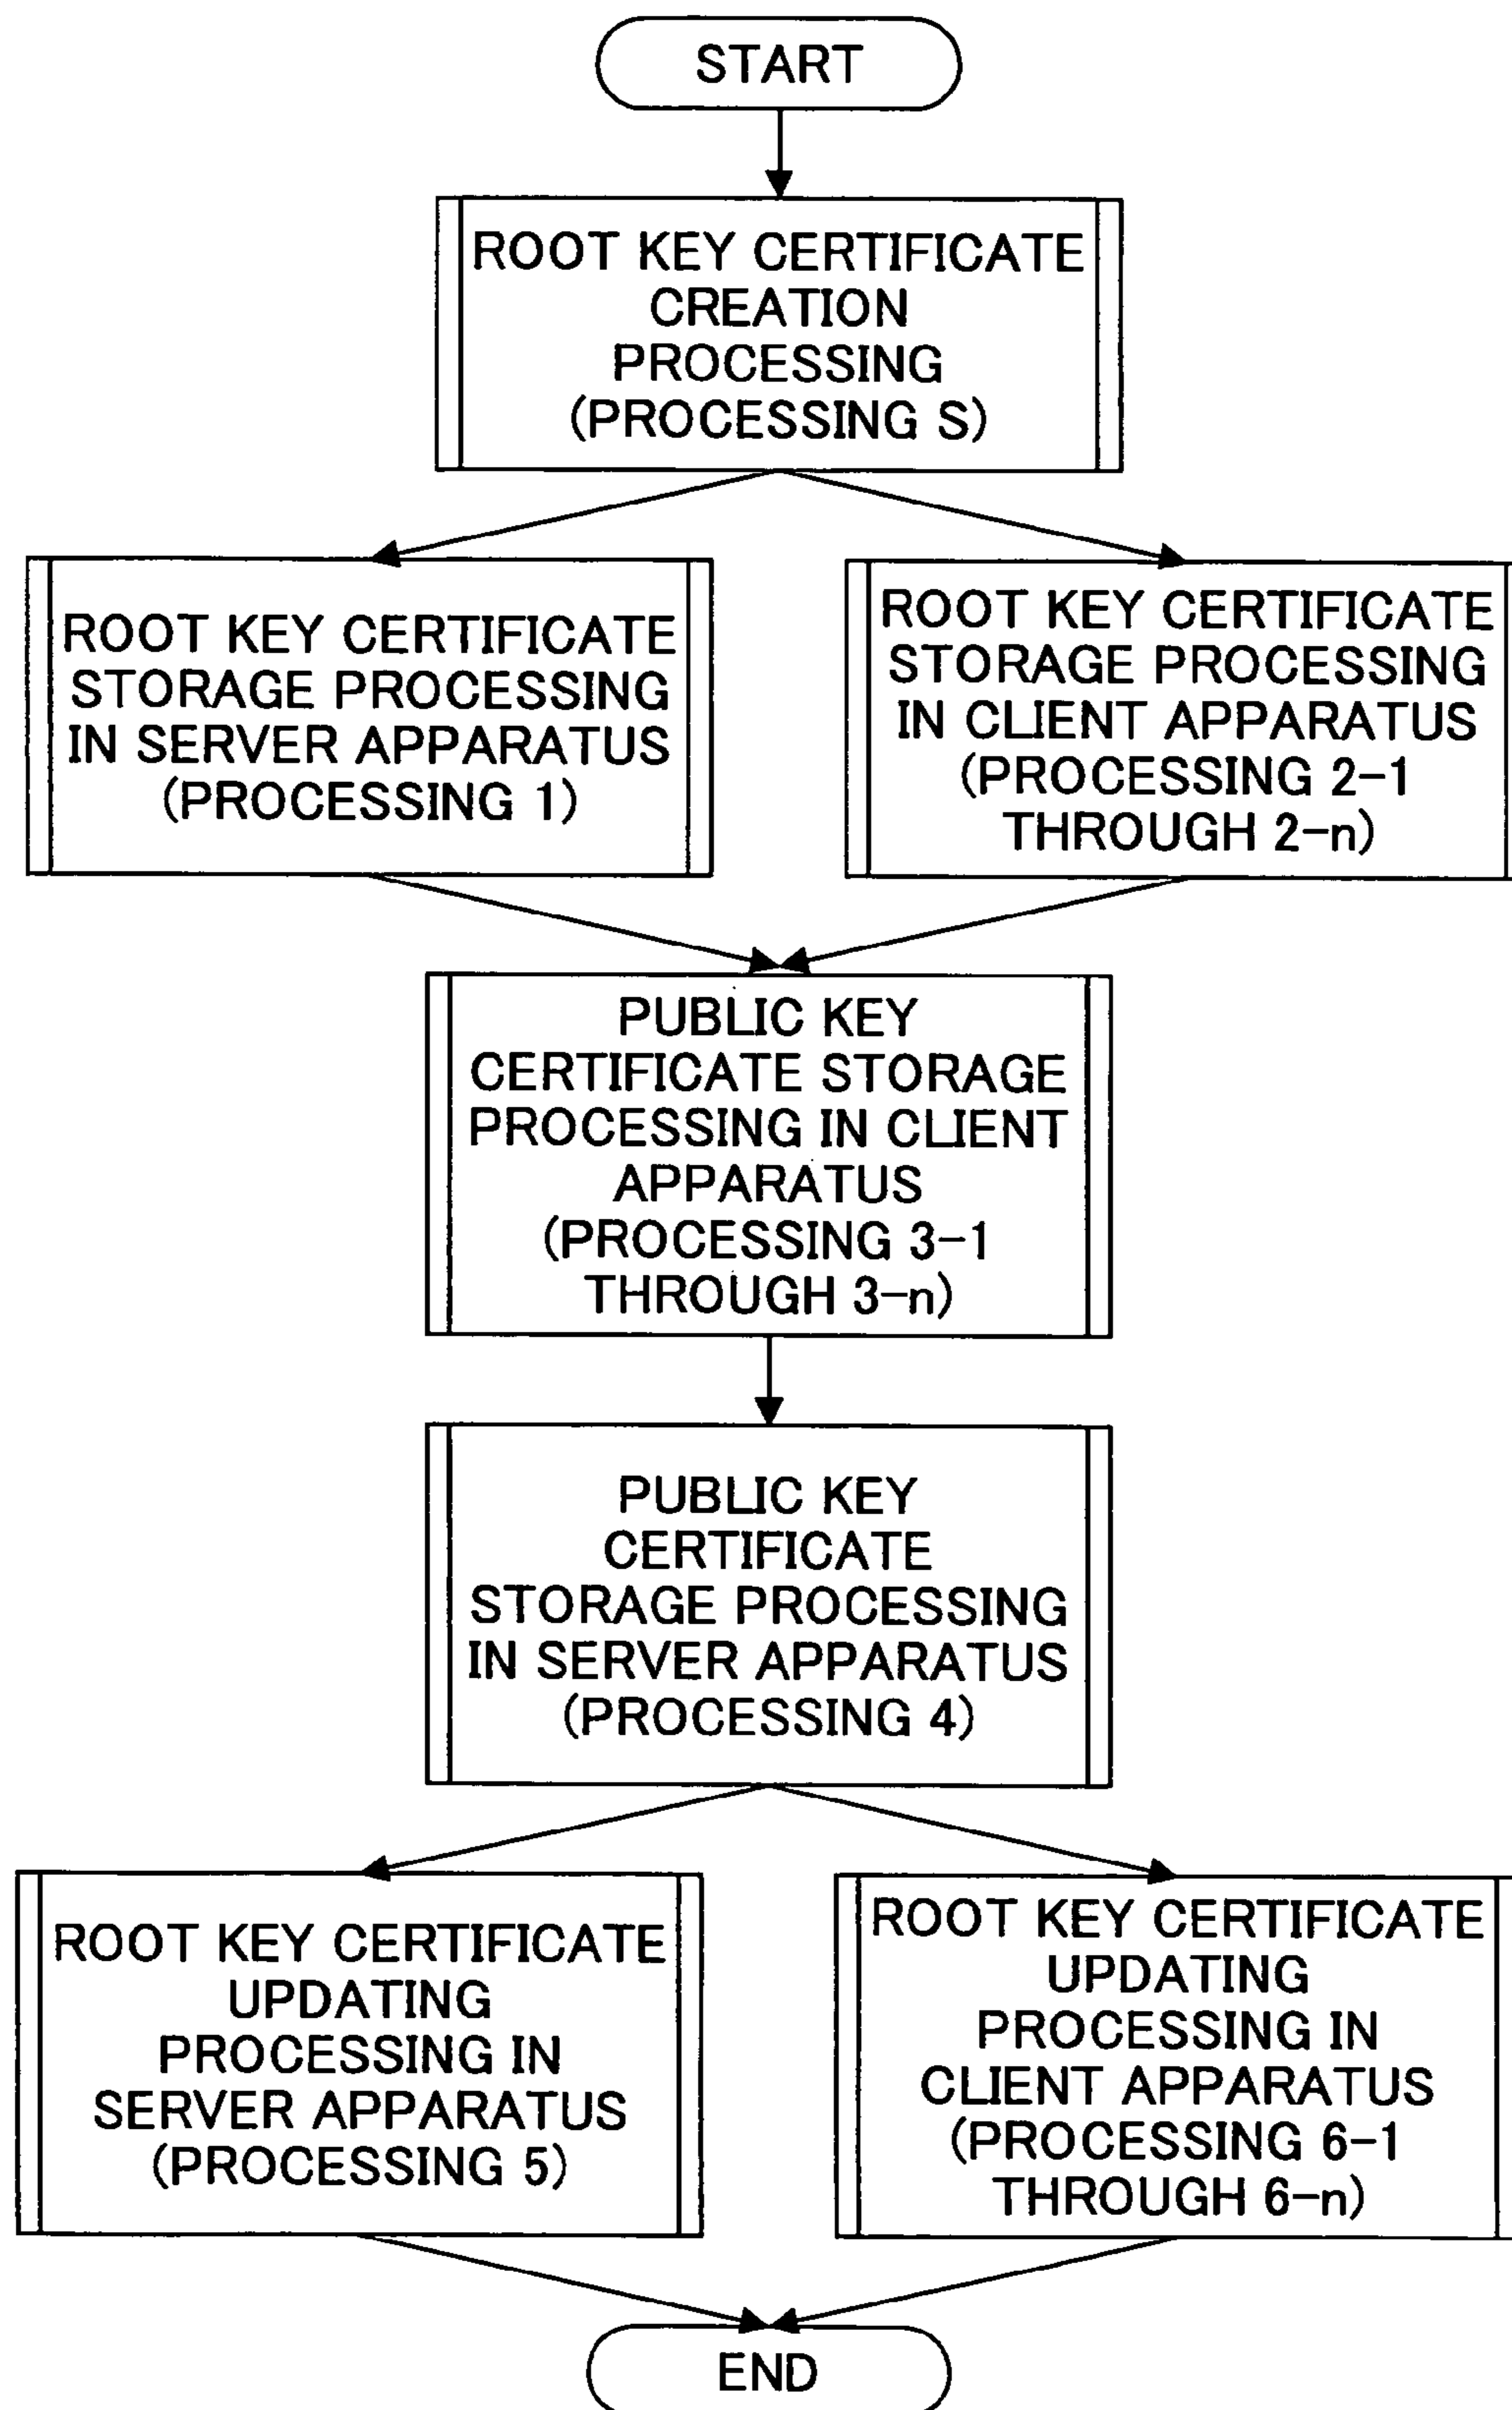 START
ROOT KEY CERTIFICATE
CREATION
PROCESSING
(PROCESSING S)
ROOT KEY CERTIFICATE
STORAGE PROCESSING
IN SERVER APPARATUS
(PROCESSING 1)
ROOT KEY CERTIFICATE
STORAGE PROCESSING
IN CLIENT APPARATUS
(PROCESSING 2-1
THROUGH 2-n)
PUBLIC KEY
CERTIFICATE STORAGE
PROCESSING IN CLIENT
APPARATUS
(PROCESSING 3-1
THROUGH 3-n)
PUBLIC KEY
CERTIFICATE
STORAGE PROCESSING
IN SERVER APPARATUS
(PROCESSING 4)
ROOT KEY CERTIFICATE
UPDATING
PROCESSING IN
SERVER APPARATUS
(PROCESSING 5)
ROOT KEY CERTIFICATE
UPDATING
PROCESSING IN
CLIENT APPARATUS
(PROCESSING 6-1
THROUGH 6-n)
END